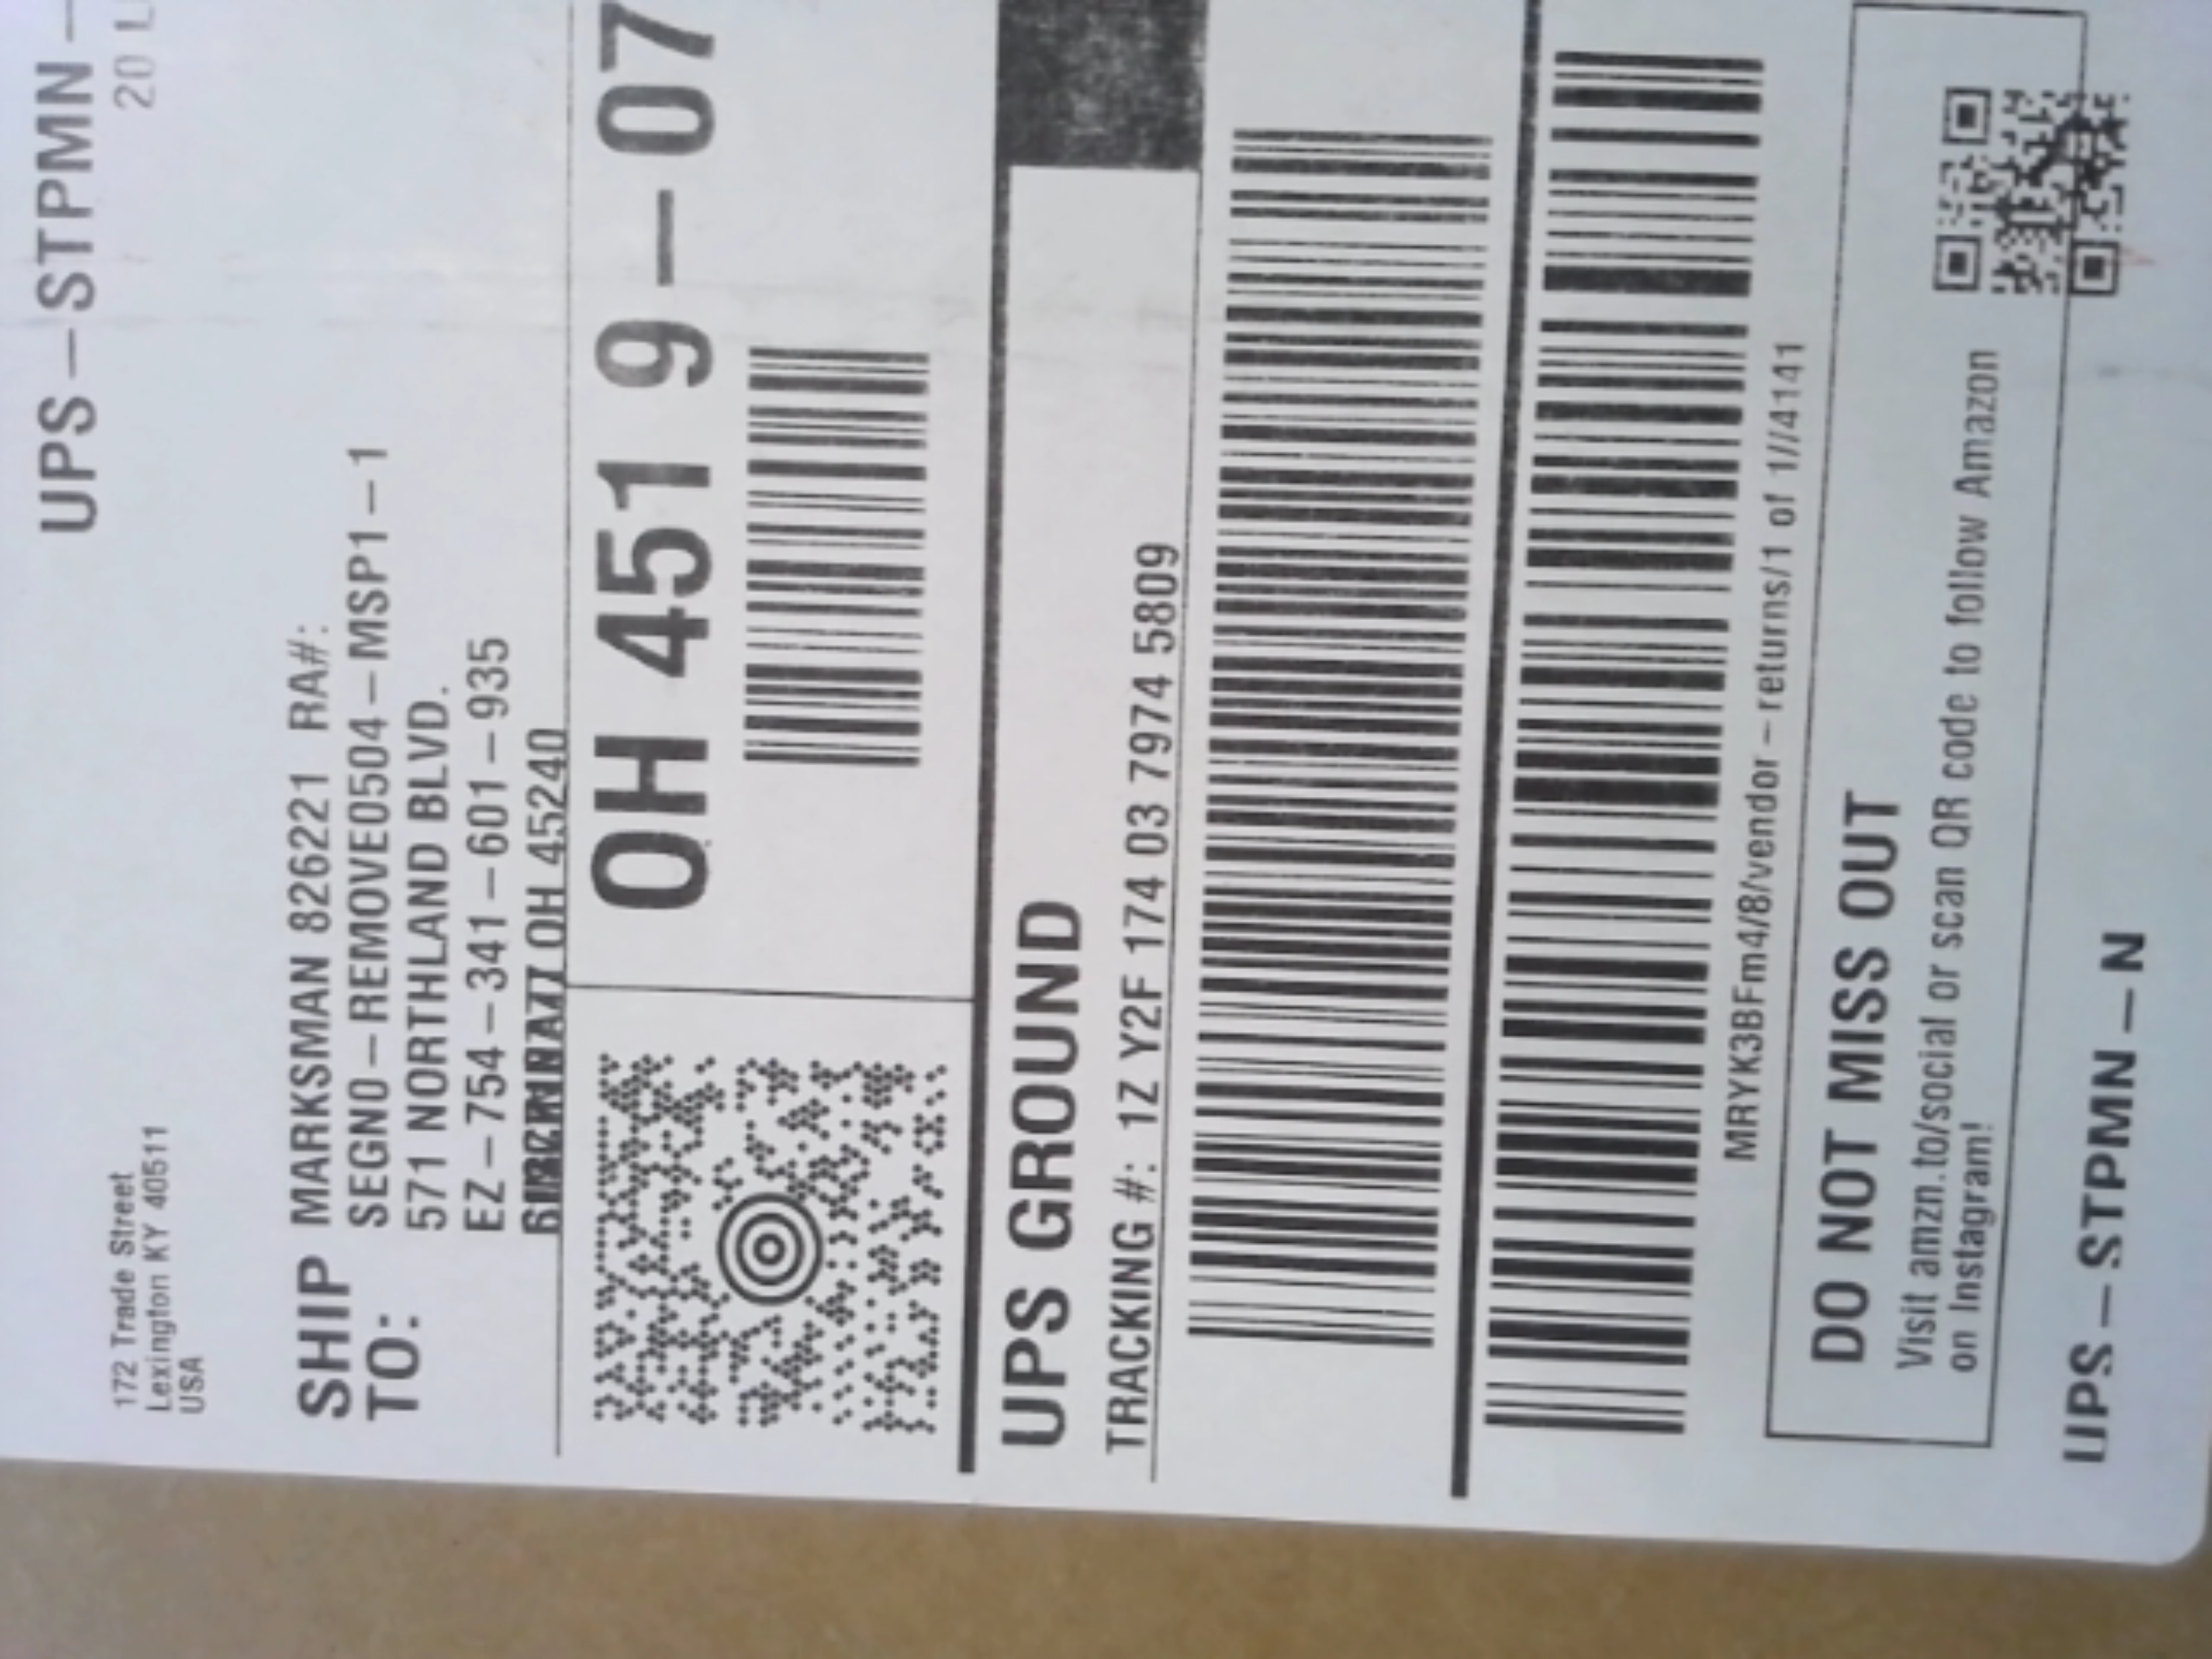 UPS-STPMN-
20 L
172 Trade Street
Lexington KY 40511
USA
SHIP TO:
MARKSMAN 826221 RA#:
SEGNO-REMOVE0504-MSP1-1
571 NORTHLAND BLVD.
EZ-754-341-601-935
OH 45240
OH 451 9-07
UPS GROUND
TRACKING #: 1Z Y2F 174 03 7974 5809
MRYK3BFm4/8/vendor-returns/1 of 1//4141
DO NOT MISS OUT
Visit amzn.to/social or scan QR code to follow Amazon
on Instagram!
UPS-STPMN-N